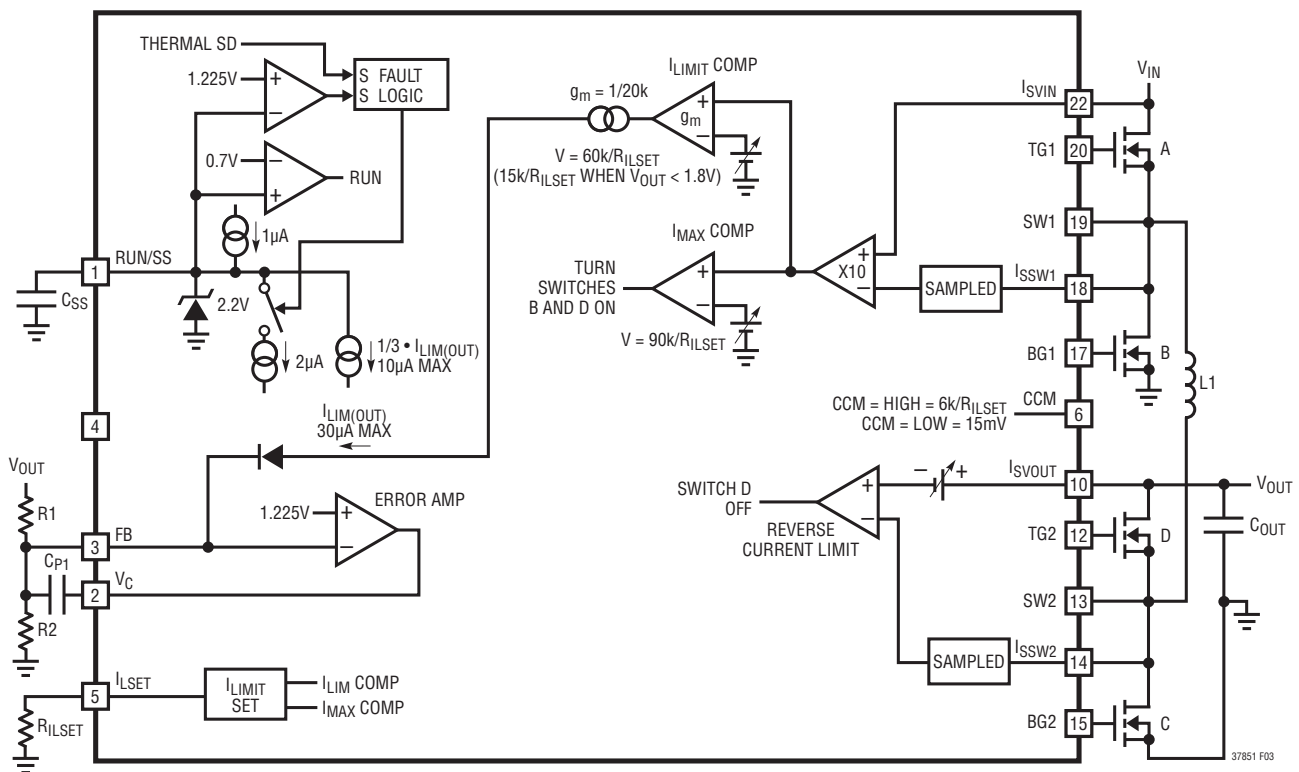 THERMAL SD
1.225V
+
−
S FAULT
S LOGIC
0.7V
−
+
RUN
1µA
1
RUN/SS
CSS
2.2V
2µA
1/3 • ILIM(OUT)
10µA MAX
gm = 1/20k
ILIMIT COMP
+
gm
−
V = 60k/RILSET
(15k/RILSET WHEN VOUT < 1.8V)
IMAX COMP
TURN
SWITCHES
B AND D ON
+
−
V = 90k/RILSET
+
X10
−
SAMPLED
VIN
ISVIN
22
TG1
20
A
SW1
19
ISSW1
18
BG1
17
B
L1
CCM
6
CCM = HIGH = 6k/RILSET
CCM = LOW = 15mV
4
ILIM(OUT)
30µA MAX
VOUT
R1
3
FB
CP1
2
VC
R2
1.225V
+
−
ERROR AMP
5
ILSET
RILSET
ILIMIT
SET
ILIM COMP
IMAX COMP
SWITCH D
OFF
+
−
REVERSE
CURRENT LIMIT
− +
ISVOUT
10
VOUT
TG2
12
D
COUT
SW2
13
SAMPLED
ISSW2
14
BG2
15
C
37851 F03